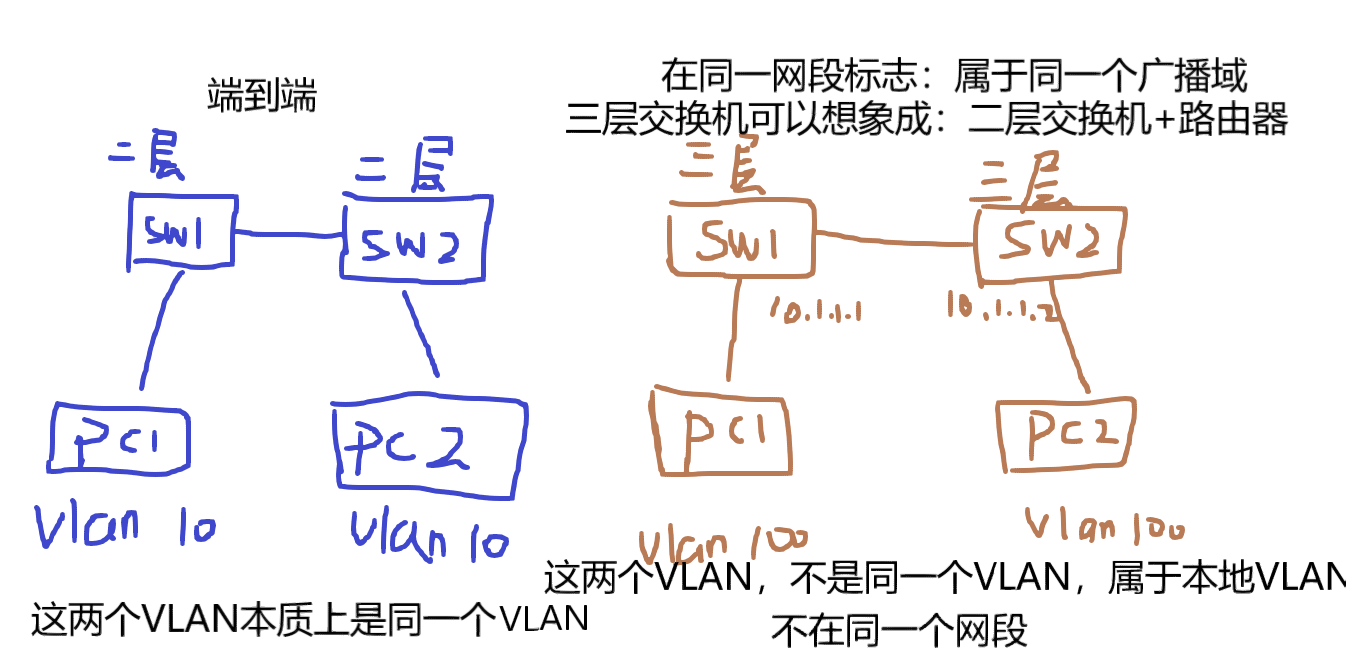 端到端
二层
二层
SW1
SW2
PC1
PC2
Vlan 10
Vlan 10
这两个VLAN本质上是同一个VLAN
在同一网段标志：属于同一个广播域
三层交换机可以想象成：二层交换机+路由器
三层
三层
SW1
SW2
10.1.1.1
10.1.1.2
PC1
PC2
Vlan 100
Vlan 100
这两个VLAN，不是同一个VLAN，属于本地VLAN
不在同一个网段